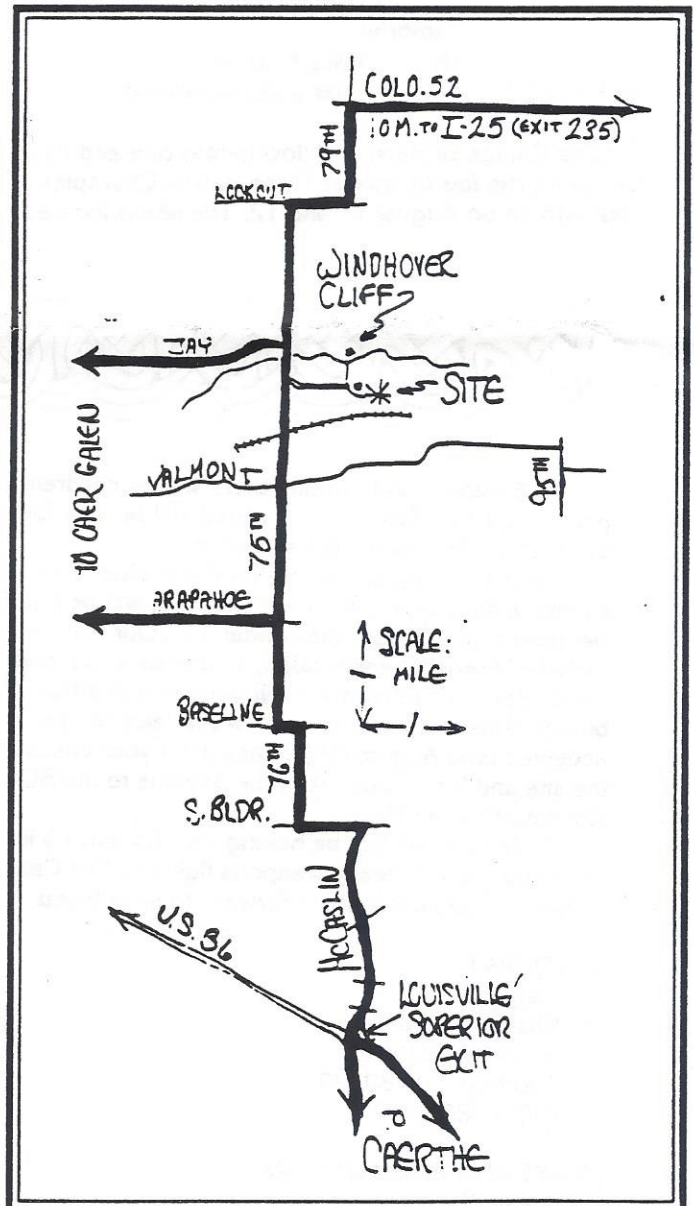 COLO. 52
10 M. TO I-25 (EXIT 235)
79TH
LOOKOUT
WINDHOVER
CLIFF
JAY
SITE
TO CAER GALEN
VALMONT
95TH
75TH
ARAPAHOE
SCALE:
MILE
1
BASELINE
76TH
S. BLDR.
McCASLIN
U.S. 36
LOUISVILLE/
SUPERIOR
EXIT
TO
CAERTHE